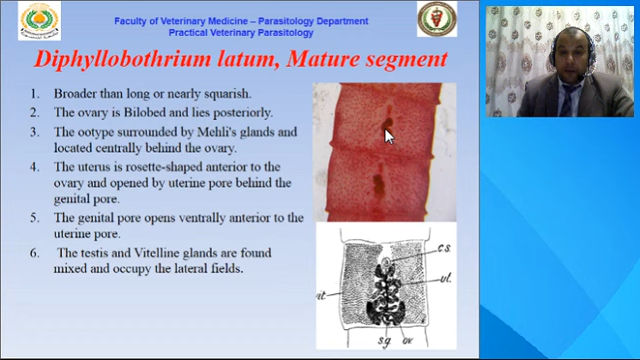 Faculty of Veterinary Medicine – Parasitology Department
Practical Veterinary Parasitology
Diphyllobothrium latum, Mature segment
1. Broader than long or nearly squarish.
2. The ovary is Bilobed and lies posteriorly.
3. The ootype surrounded by Mehli's glands and
located centrally behind the ovary.
4. The uterus is rosette-shaped anterior to the
ovary and opened by uterine pore behind the
genital pore.
5. The genital pore opens ventrally anterior to the
uterine pore.
6. The testis and Vitelline glands are found
mixed and occupy the lateral fields.
c.s.
ut.
s.g
ov